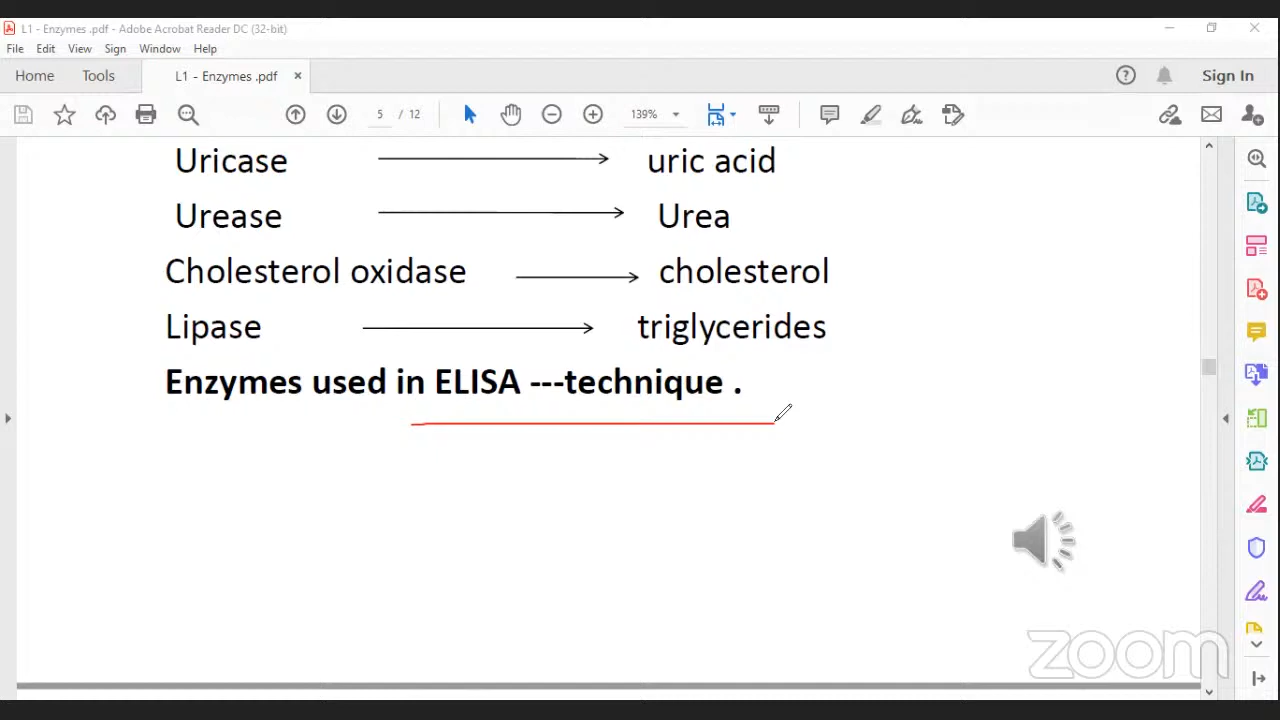 L1 - Enzymes .pdf - Adobe Acrobat Reader DC (32-bit)
File Edit View Sign Window Help
Home Tools L1 - Enzymes .pdf × Sign In
5 / 12 139%
Uricase uric acid
Urease Urea
Cholesterol oxidase cholesterol
Lipase triglycerides
Enzymes used in ELISA ---technique .
zoom